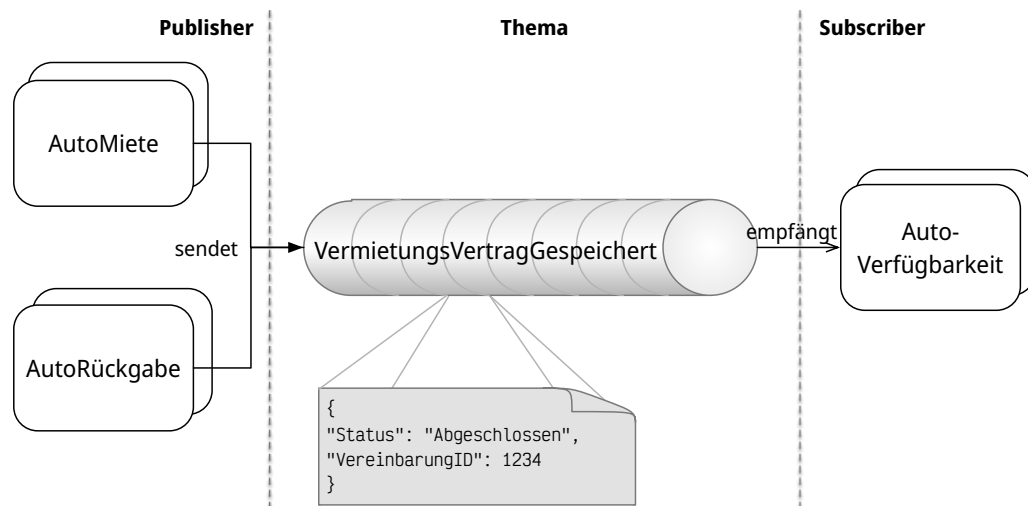 Publisher
Thema
Subscriber
AutoMiete
sendet
AutoRückgabe
VermietungsVertragGespeichert
empfängt
Auto-
Verfügbarkeit
{
"Status": "Abgeschlossen",
"VereinbarungID": 1234
}